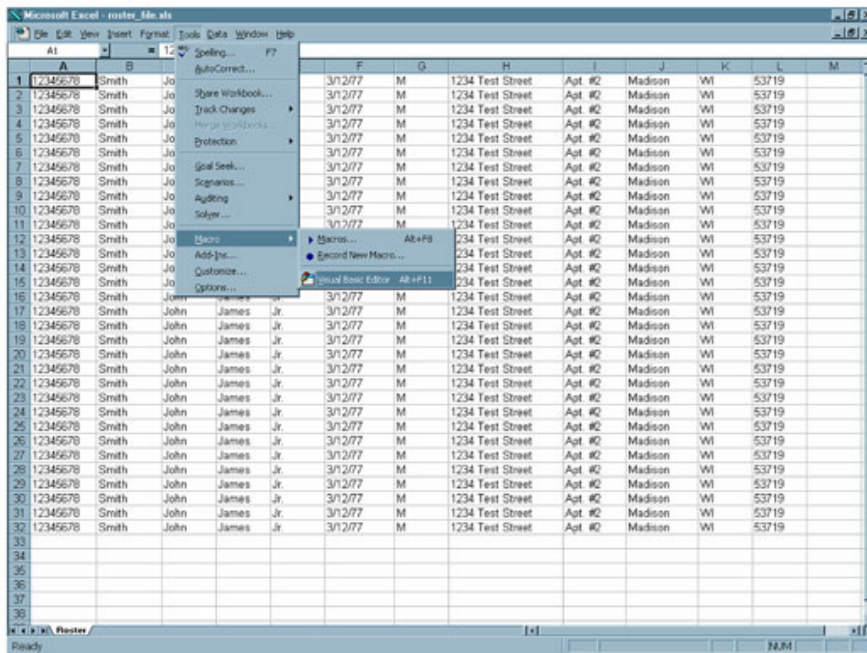 Microsoft Excel - roster_file.xls
File Edit View Insert Format Tools Data Window Help
A1 = 12
Spelling... F7
AutoCorrect...
Share Workbook...
Track Changes
Merge Workbooks...
Protection
Goal Seek...
Scenarios...
Auditing
Solver...
Macro
Add-Ins...
Customize...
Options...
Macros... Alt+F8
Record New Macro...
Visual Basic Editor Alt+F11
A B F G H I J K L M
1 12345678 Smith Jo 3/12/77 M 1234 Test Street Apt. #2 Madison WI 53719
2 12345678 Smith Jo 3/12/77 M 1234 Test Street Apt. #2 Madison WI 53719
3 12345678 Smith Jo 3/12/77 M 1234 Test Street Apt. #2 Madison WI 53719
4 12345678 Smith Jo 3/12/77 M 1234 Test Street Apt. #2 Madison WI 53719
5 12345678 Smith Jo 3/12/77 M 1234 Test Street Apt. #2 Madison WI 53719
6 12345678 Smith Jo 3/12/77 M 1234 Test Street Apt. #2 Madison WI 53719
7 12345678 Smith Jo 3/12/77 M 1234 Test Street Apt. #2 Madison WI 53719
8 12345678 Smith Jo 3/12/77 M 1234 Test Street Apt. #2 Madison WI 53719
9 12345678 Smith Jo 3/12/77 M 1234 Test Street Apt. #2 Madison WI 53719
10 12345678 Smith Jo 3/12/77 M 1234 Test Street Apt. #2 Madison WI 53719
11 12345678 Smith Jo 3/12/77 M 1234 Test Street Apt. #2 Madison WI 53719
12 12345678 Smith Jo Test Street Apt. #2 Madison WI 53719
13 12345678 Smith Jo Test Street Apt. #2 Madison WI 53719
14 12345678 Smith Jo Test Street Apt. #2 Madison WI 53719
15 12345678 Smith Jo Test Street Apt. #2 Madison WI 53719
16 12345678 Smith John James Jr. 3/12/77 M 1234 Test Street Apt. #2 Madison WI 53719
17 12345678 Smith John James Jr. 3/12/77 M 1234 Test Street Apt. #2 Madison WI 53719
18 12345678 Smith John James Jr. 3/12/77 M 1234 Test Street Apt. #2 Madison WI 53719
19 12345678 Smith John James Jr. 3/12/77 M 1234 Test Street Apt. #2 Madison WI 53719
20 12345678 Smith John James Jr. 3/12/77 M 1234 Test Street Apt. #2 Madison WI 53719
21 12345678 Smith John James Jr. 3/12/77 M 1234 Test Street Apt. #2 Madison WI 53719
22 12345678 Smith John James Jr. 3/12/77 M 1234 Test Street Apt. #2 Madison WI 53719
23 12345678 Smith John James Jr. 3/12/77 M 1234 Test Street Apt. #2 Madison WI 53719
24 12345678 Smith John James Jr. 3/12/77 M 1234 Test Street Apt. #2 Madison WI 53719
25 12345678 Smith John James Jr. 3/12/77 M 1234 Test Street Apt. #2 Madison WI 53719
26 12345678 Smith John James Jr. 3/12/77 M 1234 Test Street Apt. #2 Madison WI 53719
27 12345678 Smith John James Jr. 3/12/77 M 1234 Test Street Apt. #2 Madison WI 53719
28 12345678 Smith John James Jr. 3/12/77 M 1234 Test Street Apt. #2 Madison WI 53719
29 12345678 Smith John James Jr. 3/12/77 M 1234 Test Street Apt. #2 Madison WI 53719
30 12345678 Smith John James Jr. 3/12/77 M 1234 Test Street Apt. #2 Madison WI 53719
31 12345678 Smith John James Jr. 3/12/77 M 1234 Test Street Apt. #2 Madison WI 53719
32 12345678 Smith John James Jr. 3/12/77 M 1234 Test Street Apt. #2 Madison WI 53719
33
34
35
36
37
38
Roster
Ready NUM